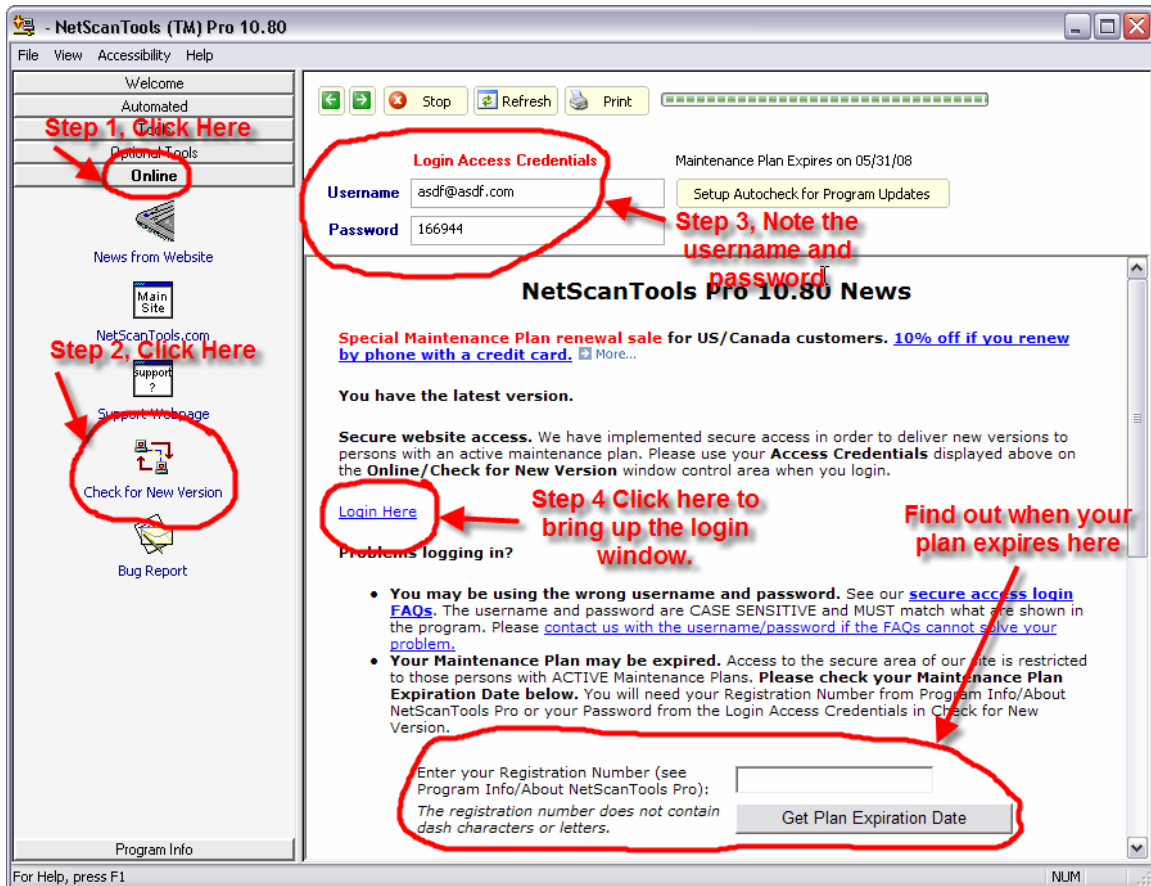 - NetScanTools (TM) Pro 10.80
File View Accessibility Help
Welcome
Automated
Tools
Optional Tools
Online
Step 1, Click Here
News from Website
Main
Site
NetScanTools.com
Step 2, Click Here
support
?
Support Webpage
Check for New Version
Bug Report
Program Info
Stop Refresh Print
Login Access Credentials
Maintenance Plan Expires on 05/31/08
Username asdf@asdf.com
Setup Autocheck for Program Updates
Password 166944
Step 3, Note the
username and
password
NetScanTools Pro 10.80 News
Special Maintenance Plan renewal sale for US/Canada customers. 10% off if you renew
by phone with a credit card. More...
You have the latest version.
Secure website access. We have implemented secure access in order to deliver new versions to
persons with an active maintenance plan. Please use your Access Credentials displayed above on
the Online/Check for New Version window control area when you login.
Login Here
Step 4 Click here to
bring up the login
window.
Find out when your
plan expires here
Problems logging in?
• You may be using the wrong username and password. See our secure access login
FAQs. The username and password are CASE SENSITIVE and MUST match what are shown in
the program. Please contact us with the username/password if the FAQs cannot solve your
problem.
• Your Maintenance Plan may be expired. Access to the secure area of our site is restricted
to those persons with ACTIVE Maintenance Plans. Please check your Maintenance Plan
Expiration Date below. You will need your Registration Number from Program Info/About
NetScanTools Pro or your Password from the Login Access Credentials in Check for New
Version.
Enter your Registration Number (see
Program Info/About NetScanTools Pro):
The registration number does not contain
dash characters or letters.
Get Plan Expiration Date
For Help, press F1
NUM